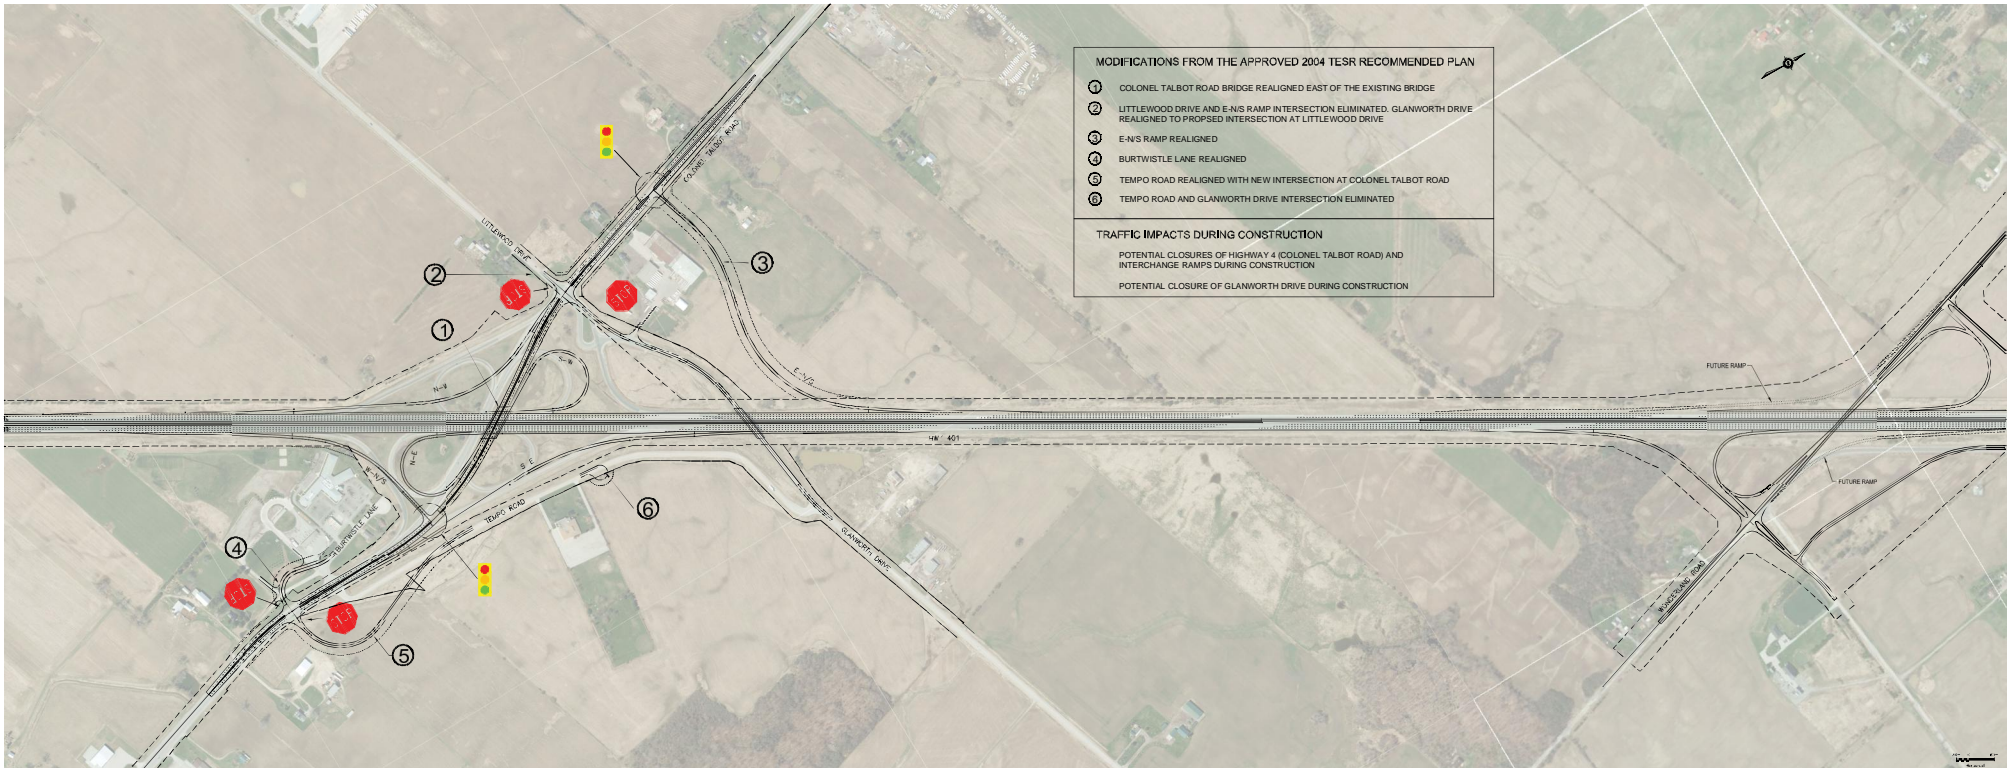 MODIFICATIONS FROM THE APPROVED 2004 TESR RECOMMENDED PLAN
1 COLONEL TALBOT ROAD BRIDGE REALIGNED EAST OF THE EXISTING BRIDGE
2 LITTLEWOOD DRIVE AND E-N/S RAMP INTERSECTION ELIMINATED. GLANWORTH DRIVE
REALIGNED TO PROPSED INTERSECTION AT LITTLEWOOD DRIVE
3 E-N/S RAMP REALIGNED
4 BURTWISTLE LANE REALIGNED
5 TEMPO ROAD REALIGNED WITH NEW INTERSECTION AT COLONEL TALBOT ROAD
6 TEMPO ROAD AND GLANWORTH DRIVE INTERSECTION ELIMINATED
TRAFFIC IMPACTS DURING CONSTRUCTION
POTENTIAL CLOSURES OF HIGHWAY 4 (COLONEL TALBOT ROAD) AND
INTERCHANGE RAMPS DURING CONSTRUCTION
POTENTIAL CLOSURE OF GLANWORTH DRIVE DURING CONSTRUCTION
COLONEL TALBOT ROAD
LITTLEWOOD DRIVE
2
3
STOP
STOP
1
S-W
N-W
E-N/S
FUTURE RAMP
HWY 401
N-E
W-N/S
S-E
FUTURE RAMP
TEMPO ROAD
6
BURTWISTLE LANE
GLANWORTH DRIVE
4
STOP
STOP
5
WONDERLAND ROAD